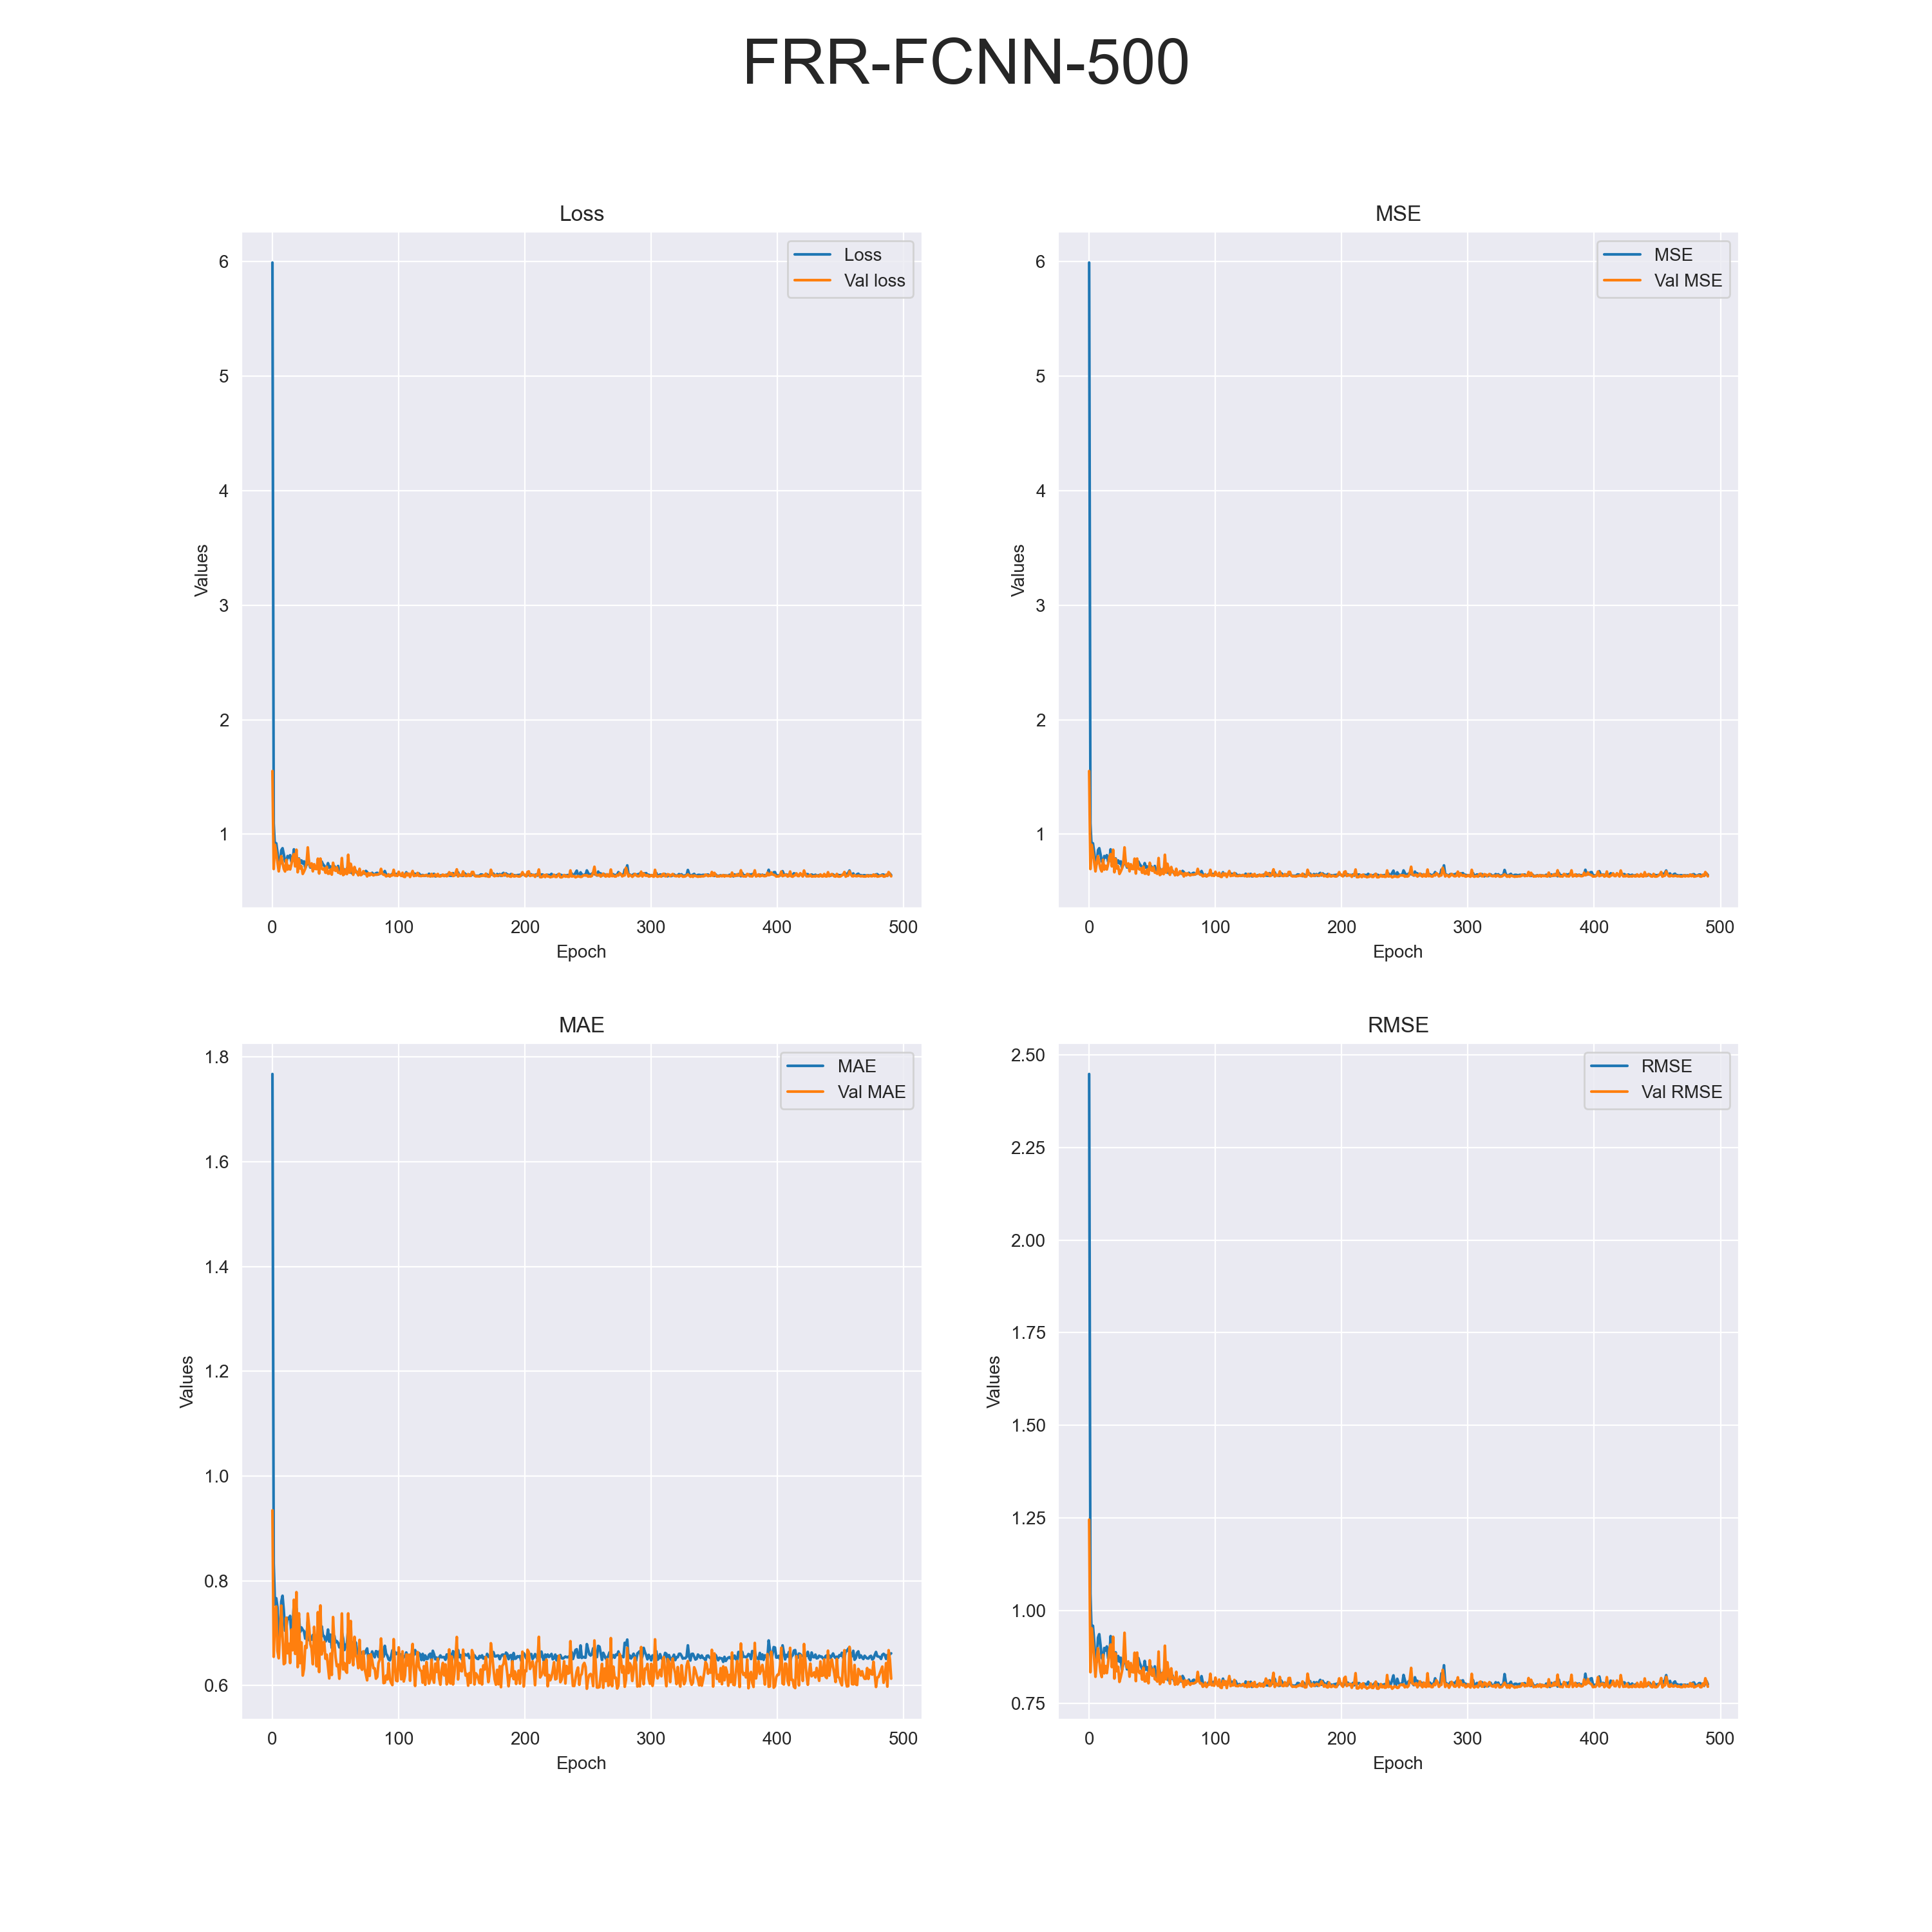 FRR-FCNN-500
Loss
6
5
4
3
2
1
Values
0 100 200 300 400 500
Epoch
Loss
Val loss
MSE
6
5
4
3
2
1
Values
0 100 200 300 400 500
Epoch
MSE
Val MSE
MAE
1.8
1.6
1.4
1.2
1.0
0.8
0.6
Values
0 100 200 300 400 500
Epoch
MAE
Val MAE
RMSE
2.50
2.25
2.00
1.75
1.50
1.25
1.00
0.75
Values
0 100 200 300 400 500
Epoch
RMSE
Val RMSE